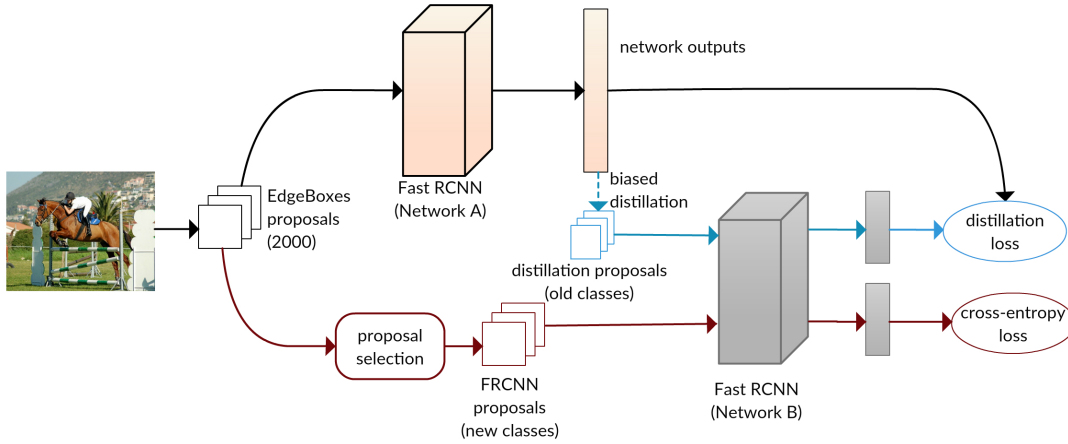 network outputs
Fast RCNN
(Network A)
biased
distillation
EdgeBoxes
proposals
(2000)
distillation proposals
(old classes)
distillation
loss
proposal
selection
FRCNN
proposals
(new classes)
Fast RCNN
(Network B)
cross-entropy
loss